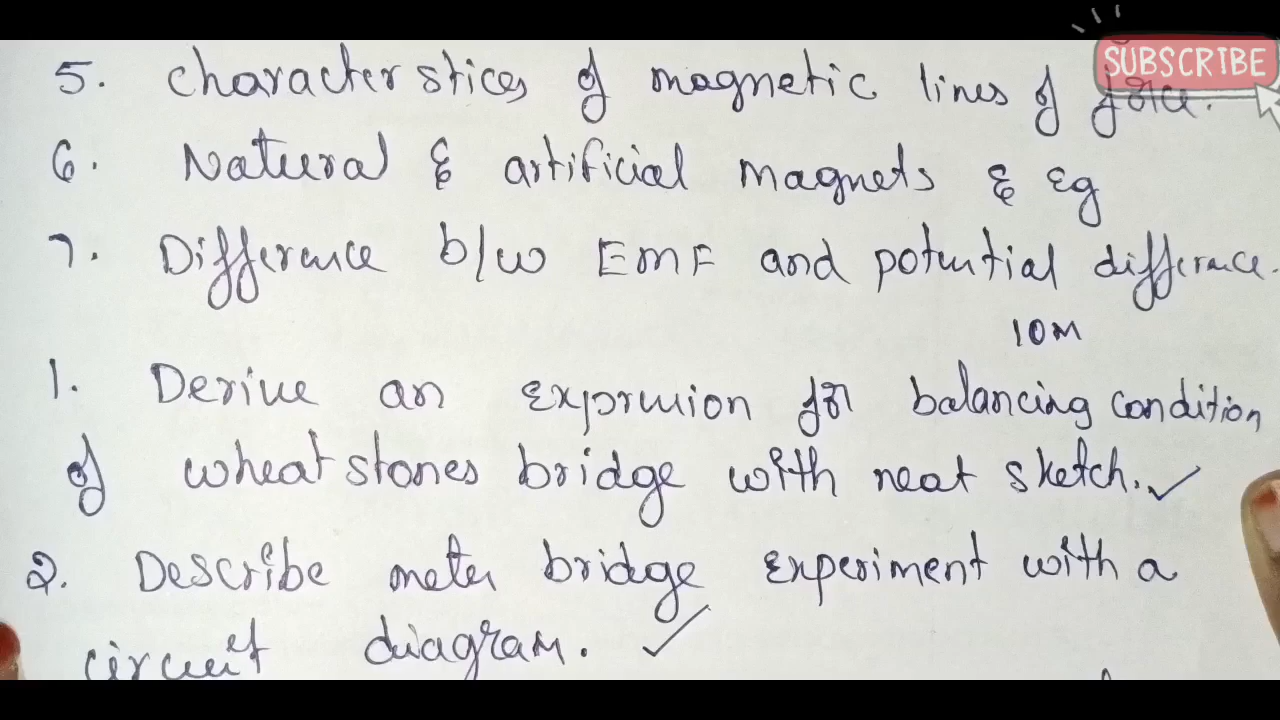 SUBSCRIBE
5. Characterstices of magnetic lines of force.
6. Natural & artificial magnets & eg
7. Difference b/w EMF and potential difference.
10M
1. Derive an expression for balancing condition
of wheatstones bridge with neat sketch.
2. Describe meter bridge experiment with a
circuit diagram.